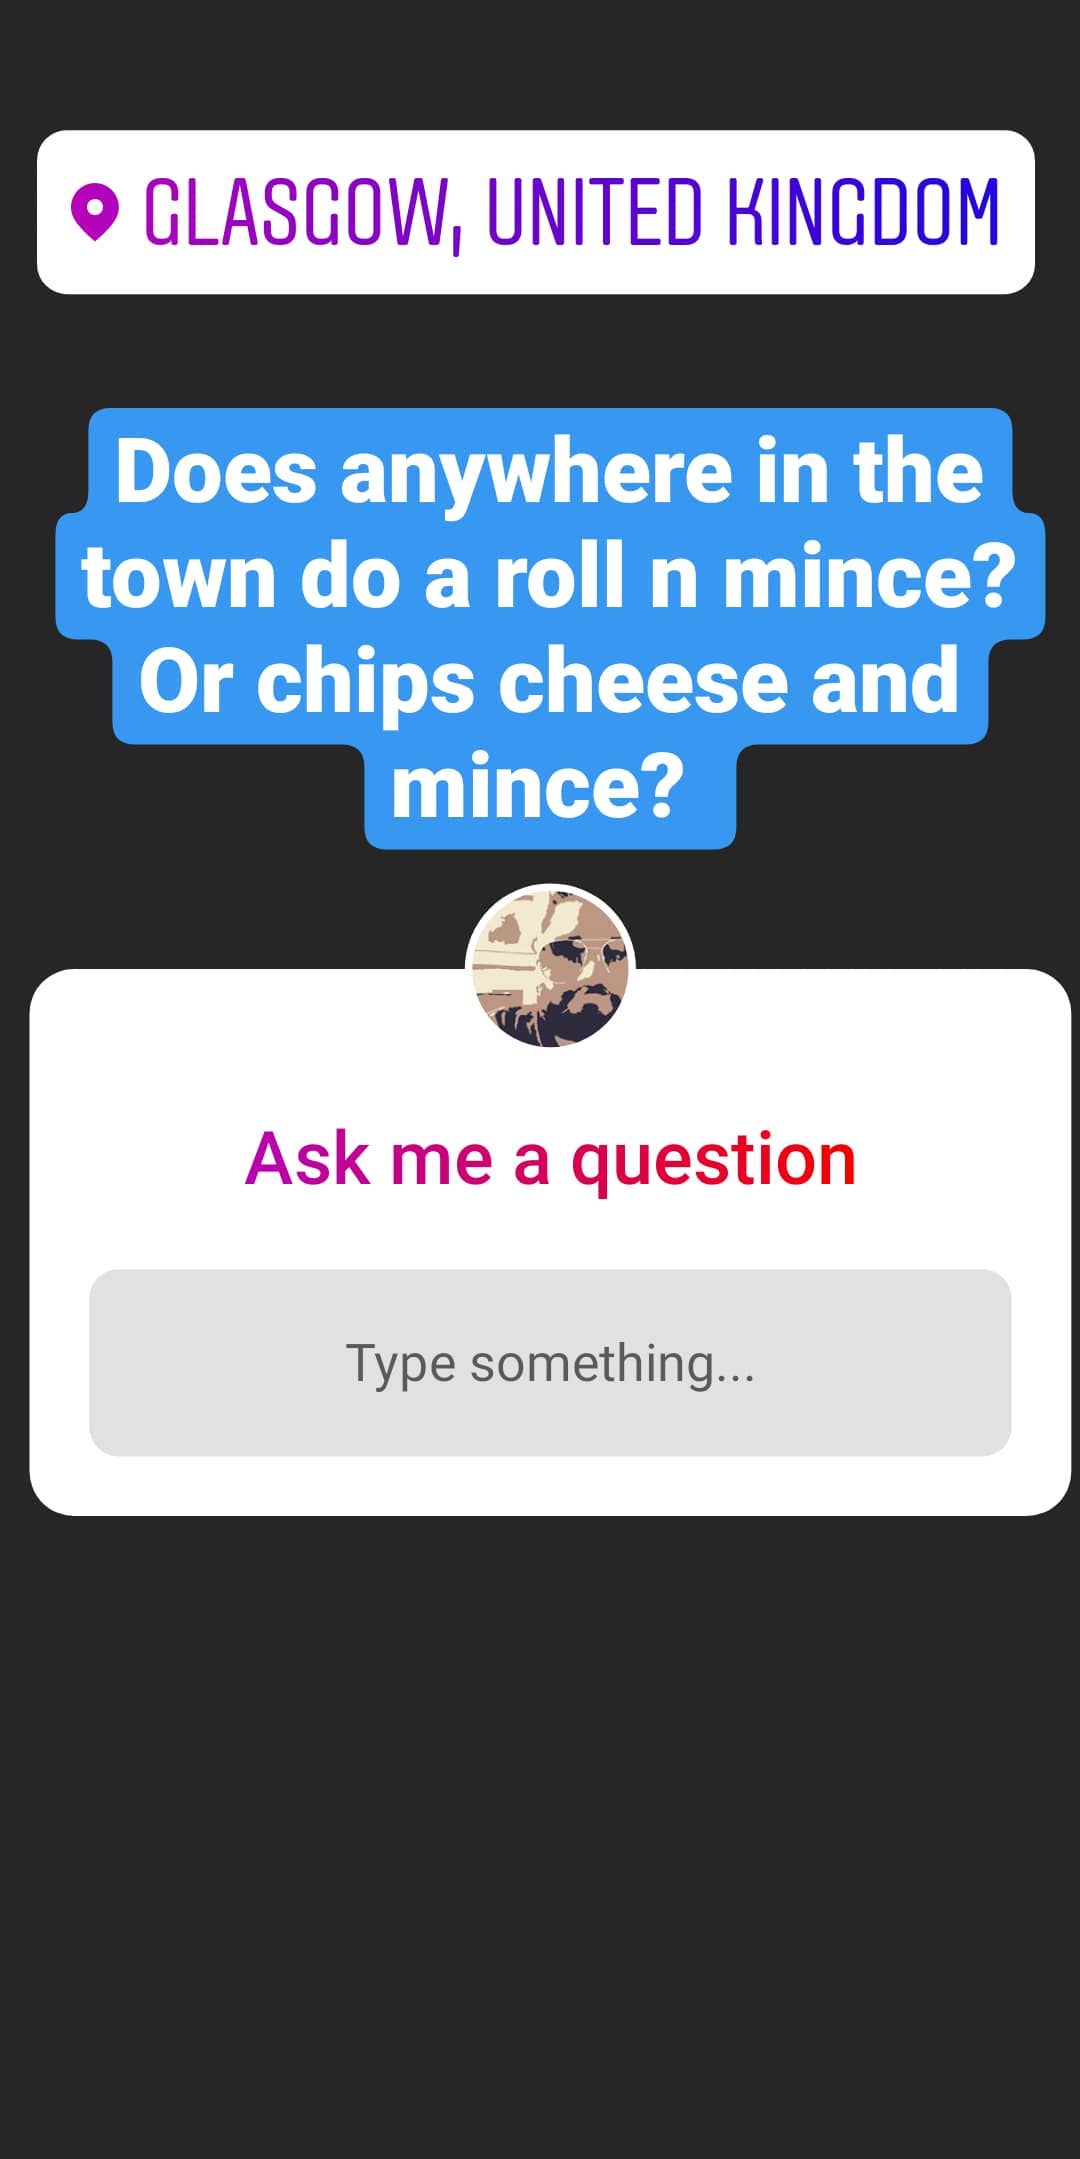 GLASGOW, UNITED KINGDOM
Does anywhere in the
town do a roll n mince?
Or chips cheese and
mince?
Ask me a question
Type something...